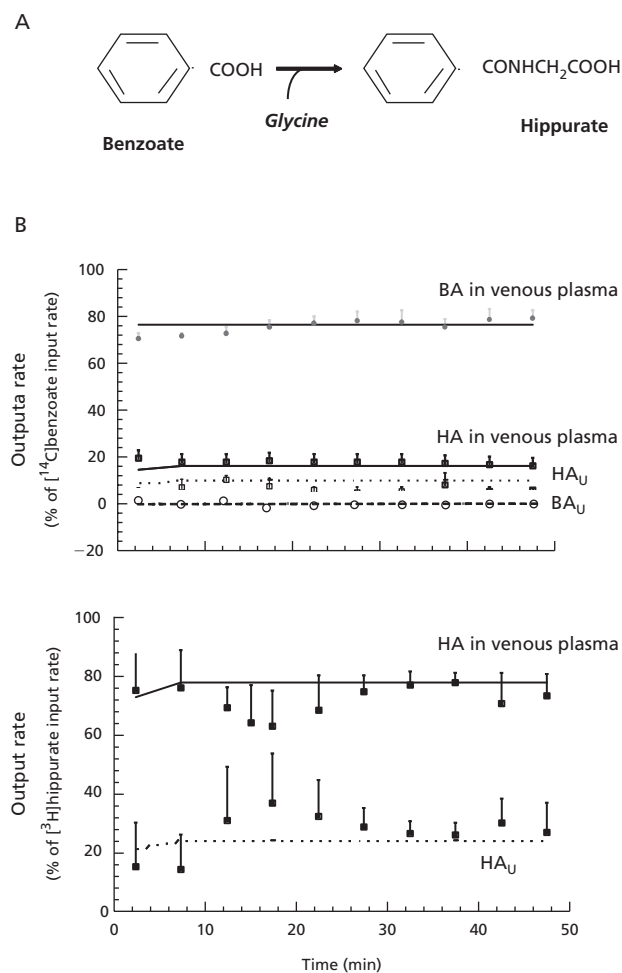 A
COOH
CONHCH₂COOH
Glycine
Benzoate
Hippurate
B
Outputa rate
(% of [¹⁴C]benzoate input rate)
100
80
60
40
20
0
−20
BA in venous plasma
HA in venous plasma
HAU
BAU
Output rate
(% of [³H]hippurate input rate)
100
80
60
40
20
0
HA in venous plasma
HAU
0 10 20 30 40 50
Time (min)